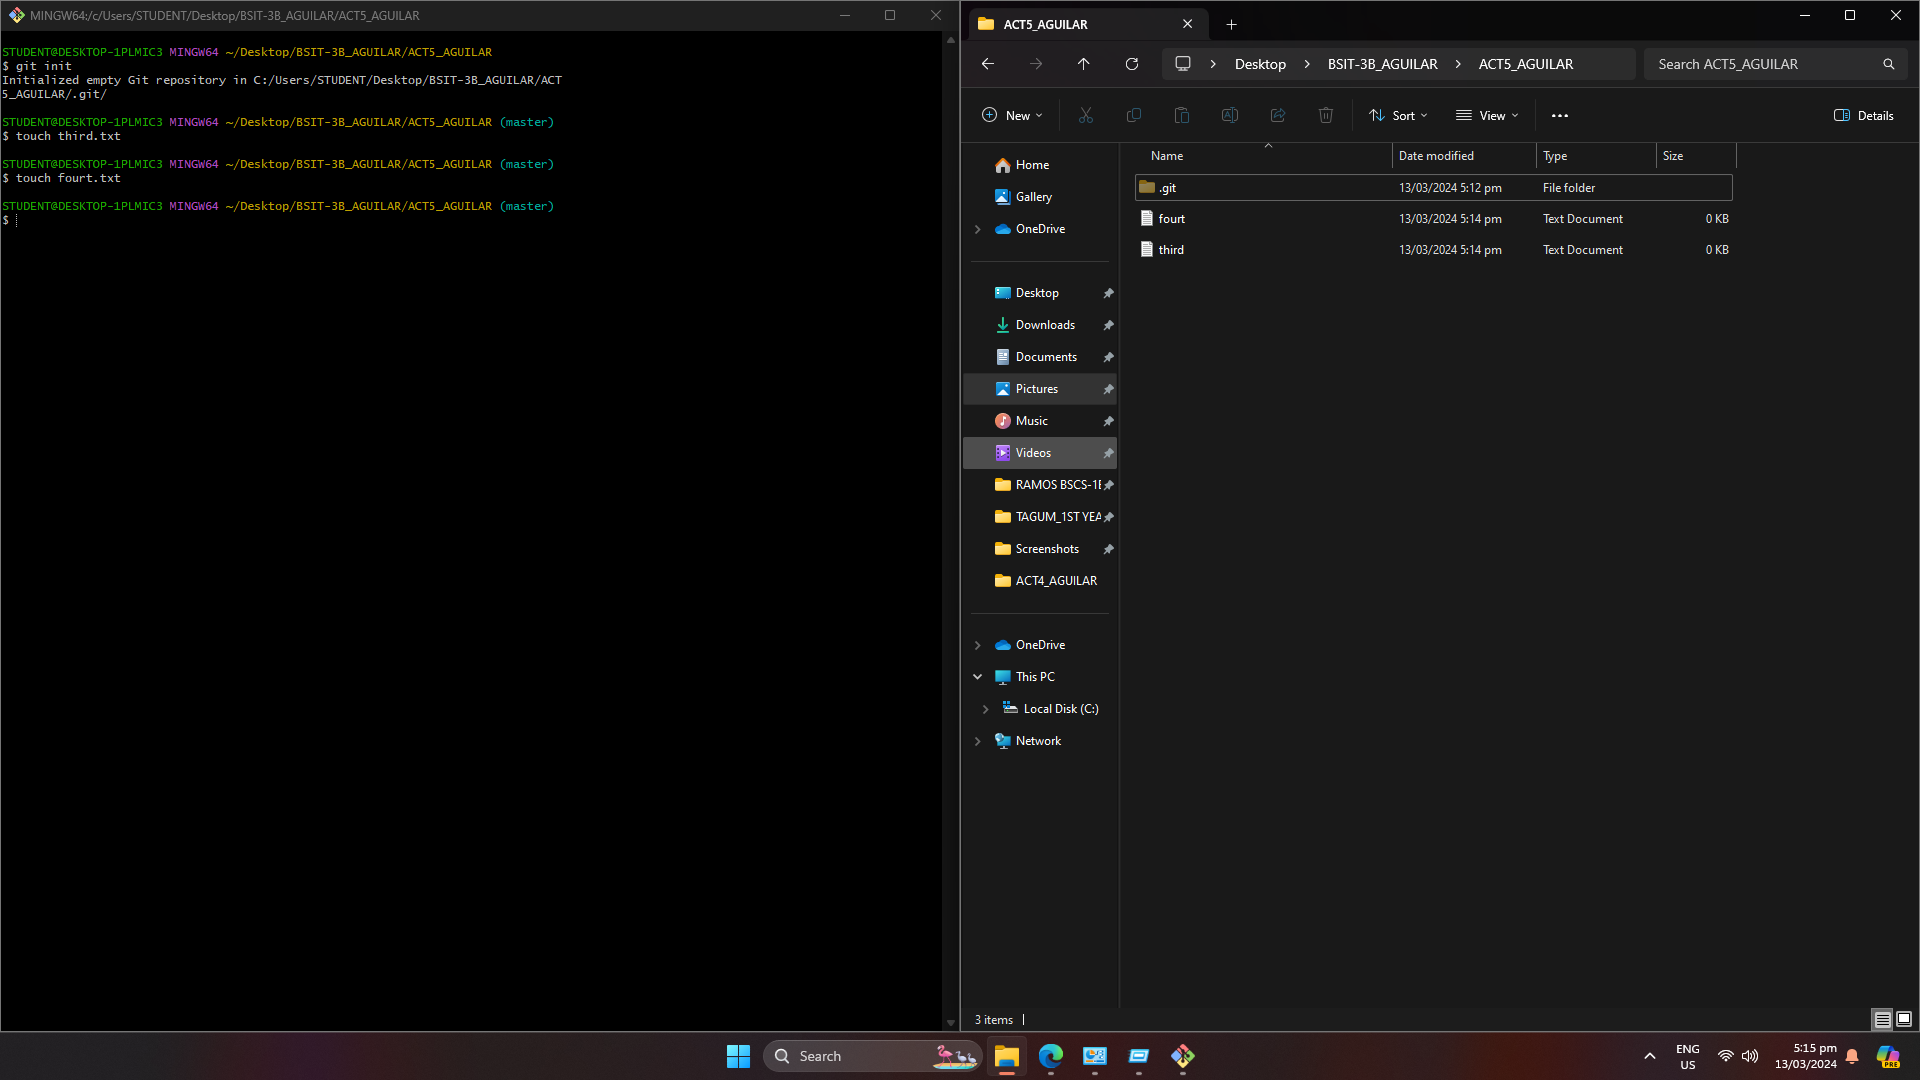 MINGW64:/c/Users/STUDENT/Desktop/BSIT-3B_AGUILAR/ACT5_AGUILAR
STUDENT@DESKTOP-1PLMIC3 MINGW64 ~/Desktop/BSIT-3B_AGUILAR/ACT5_AGUILAR
$ git init
Initialized empty Git repository in C:/Users/STUDENT/Desktop/BSIT-3B_AGUILAR/ACT
5_AGUILAR/.git/
STUDENT@DESKTOP-1PLMIC3 MINGW64 ~/Desktop/BSIT-3B_AGUILAR/ACT5_AGUILAR (master)
$ touch third.txt
STUDENT@DESKTOP-1PLMIC3 MINGW64 ~/Desktop/BSIT-3B_AGUILAR/ACT5_AGUILAR (master)
$ touch fourt.txt
STUDENT@DESKTOP-1PLMIC3 MINGW64 ~/Desktop/BSIT-3B_AGUILAR/ACT5_AGUILAR (master)
$
ACT5_AGUILAR
Desktop > BSIT-3B_AGUILAR > ACT5_AGUILAR
Search ACT5_AGUILAR
New
Sort
View
Details
Home
Gallery
OneDrive
Desktop
Downloads
Documents
Pictures
Music
Videos
RAMOS BSCS-1E
TAGUM_1ST YEA
Screenshots
ACT4_AGUILAR
OneDrive
This PC
Local Disk (C:)
Network
Name Date modified Type Size
.git 13/03/2024 5:12 pm File folder
fourt 13/03/2024 5:14 pm Text Document 0 KB
third 13/03/2024 5:14 pm Text Document 0 KB
3 items
Search
ENG
US
5:15 pm
13/03/2024
PRE